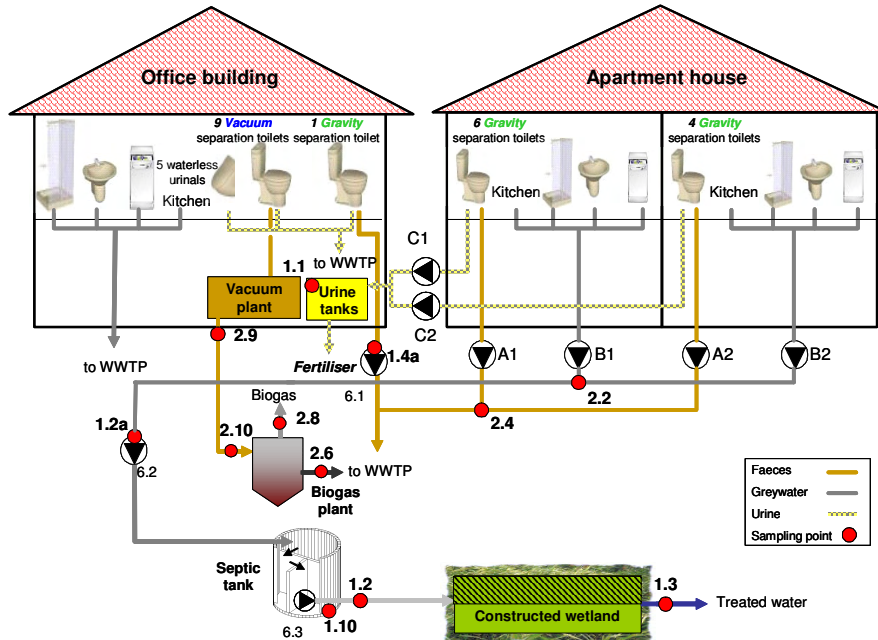 Office building
Apartment house
9 Vacuum
separation toilets
1 Gravity
separation toilet
6 Gravity
separation toilets
4 Gravity
separation toilets
5 waterless
urinals
Kitchen
Kitchen
Kitchen
to WWTP
C1
C2
1.1
Vacuum
plant
Urine
tanks
2.9
Fertiliser
1.4a
A1
B1
A2
B2
to WWTP
6.1
2.2
2.4
Biogas
2.8
1.2a
2.10
6.2
2.6
to WWTP
Biogas
plant
Faeces
Greywater
Urine
Sampling point
Septic
tank
1.2
1.10
6.3
Constructed wetland
1.3
Treated water